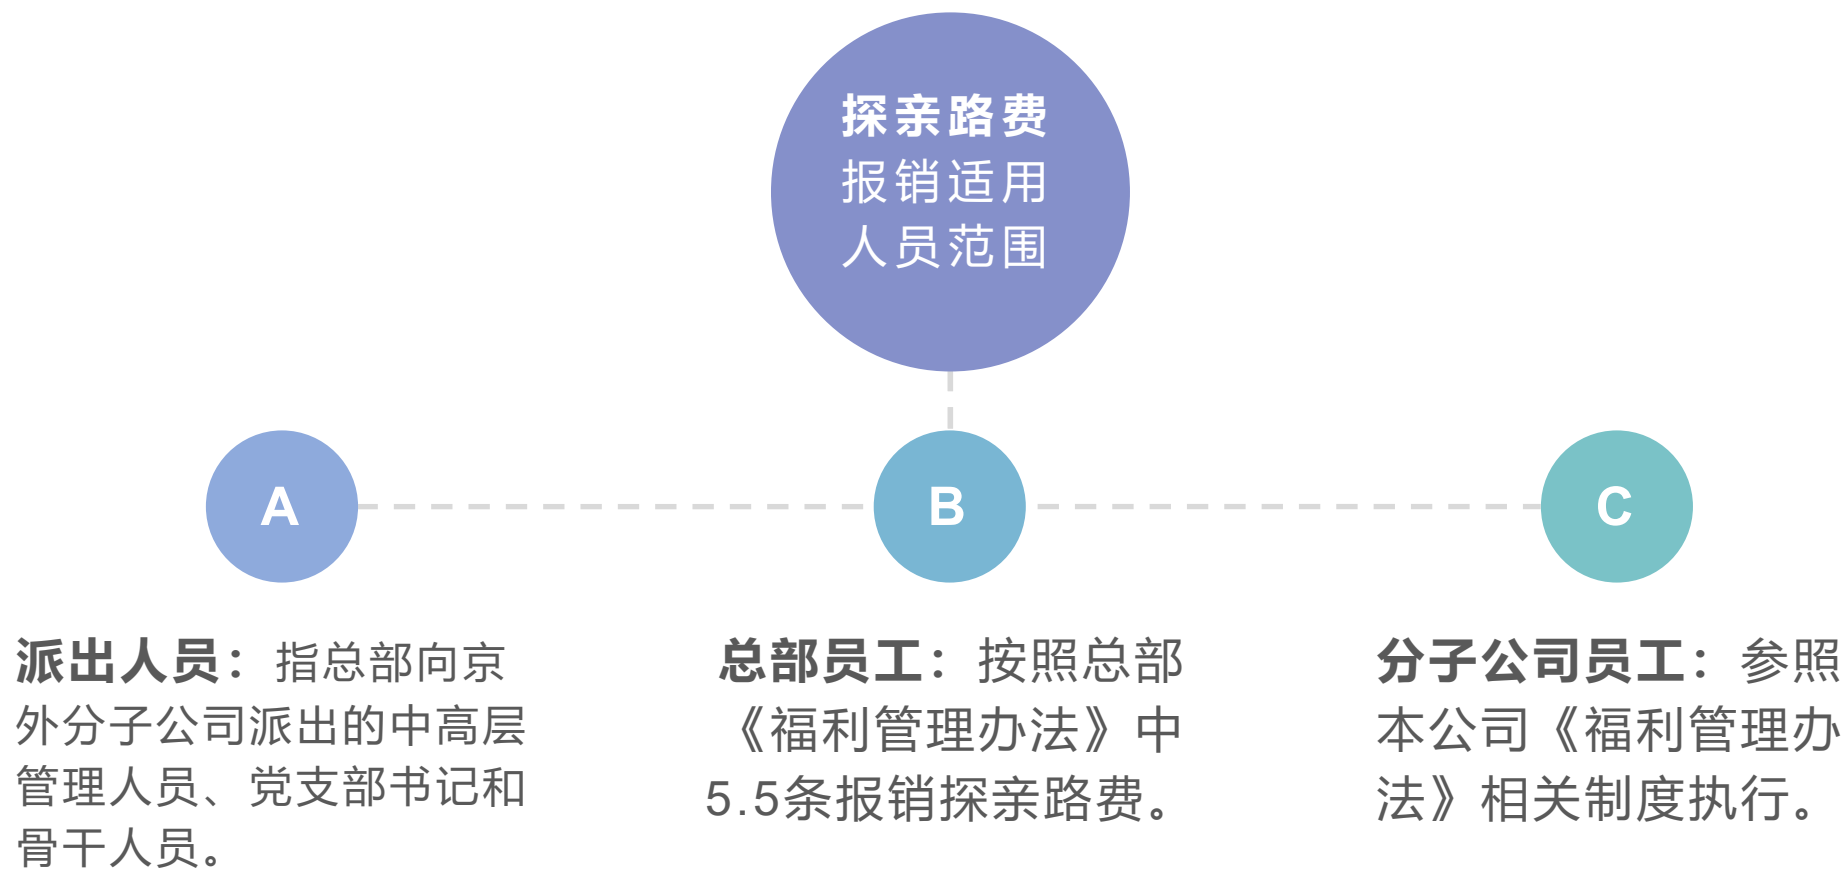 探亲路费
报销适用
人员范围
A
B
C
派出人员：指总部向京
外分子公司派出的中高层
管理人员、党支部书记和
骨干人员。
总部员工：按照总部
《福利管理办法》中
5.5条报销探亲路费。
分子公司员工：参照
本公司《福利管理办
法》相关制度执行。